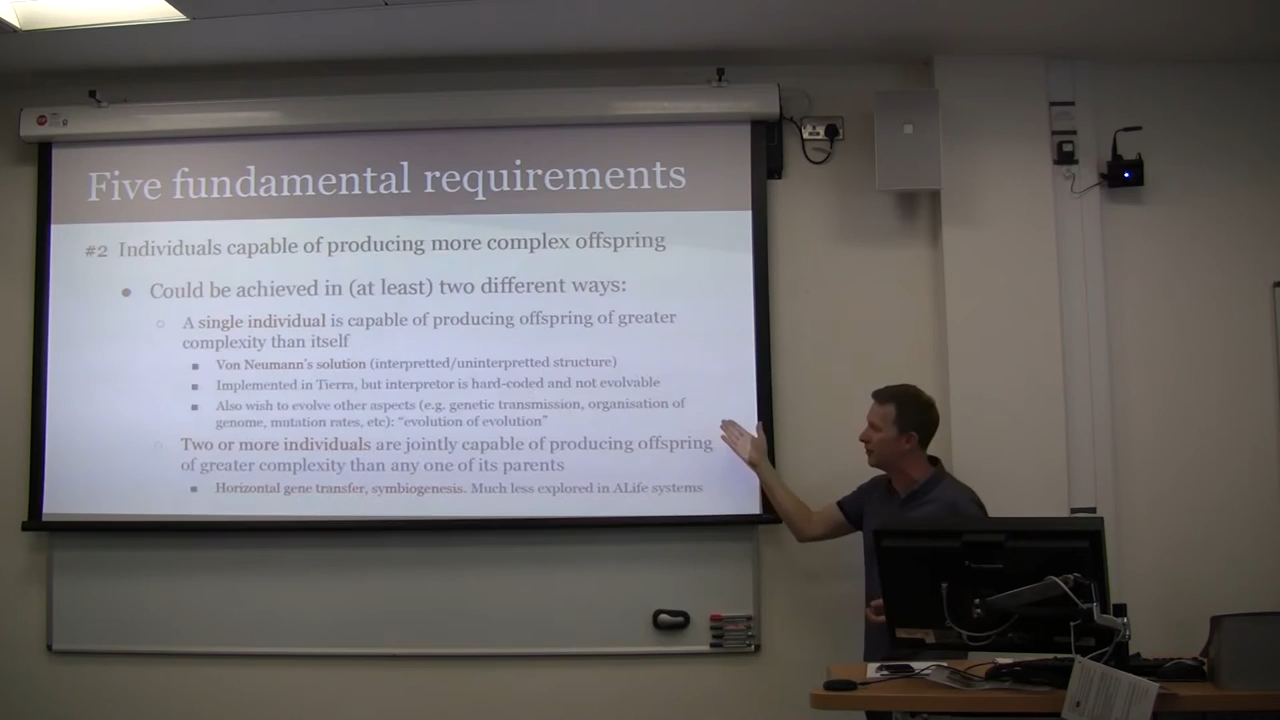 Five fundamental requirements
#2 Individuals capable of producing more complex offspring
● Could be achieved in (at least) two different ways:
○ A single individual is capable of producing offspring of greater
complexity than itself
■ Von Neumann's solution (interpretted/uninterpretted structure)
■ Implemented in Tierra, but interpretor is hard-coded and not evolvable
■ Also wish to evolve other aspects (e.g. genetic transmission, organisation of
genome, mutation rates, etc): “evolution of evolution”
○ Two or more individuals are jointly capable of producing offspring
of greater complexity than any one of its parents
■ Horizontal gene transfer, symbiogenesis. Much less explored in ALife systems